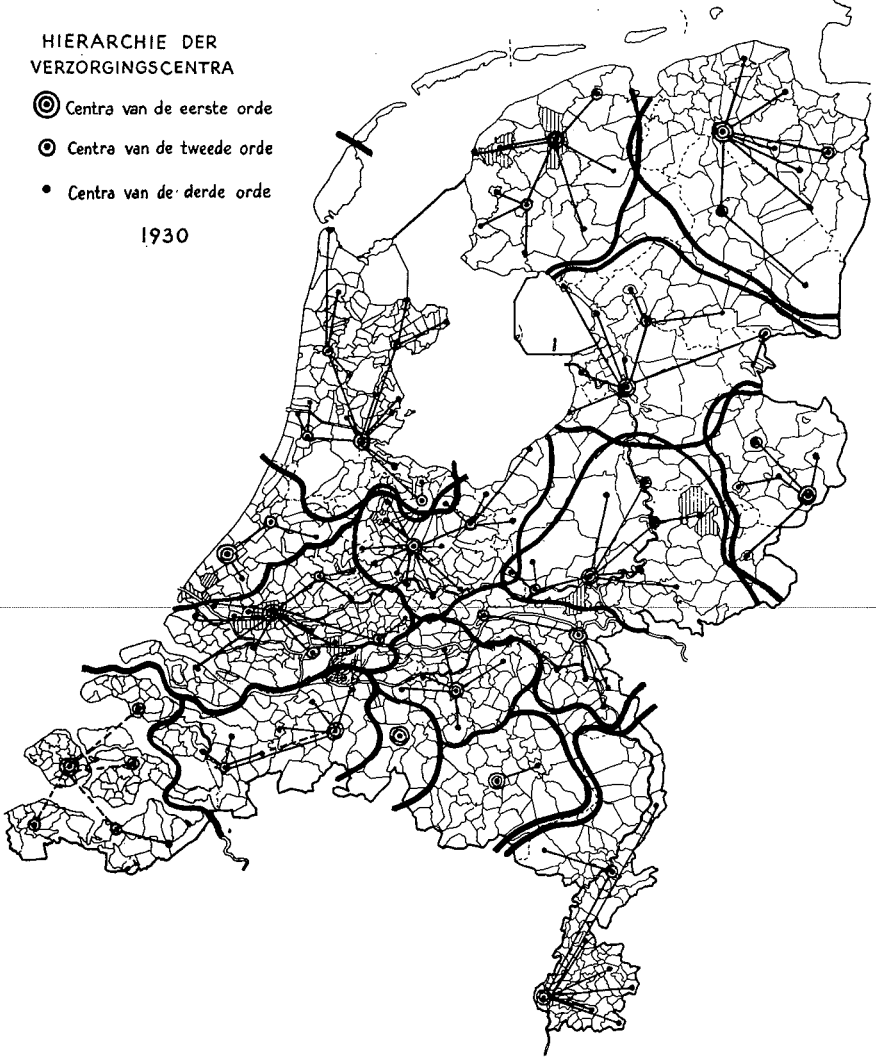 HIERARCHIE DER
VERZORGINGSCENTRA
Centra van de eerste orde
Centra van de tweede orde
Centra van de derde orde
1930